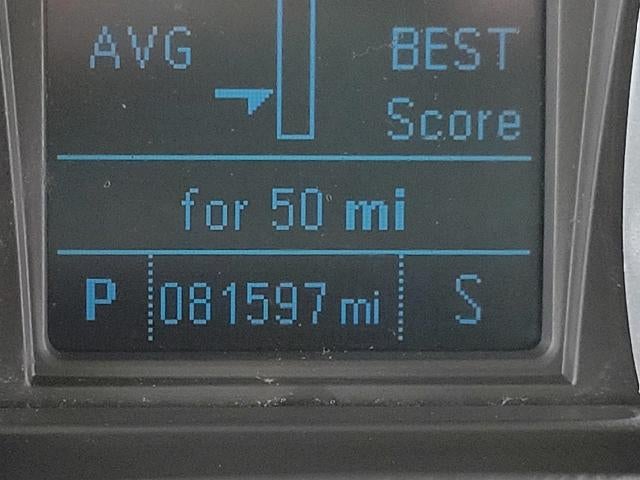 AVG BEST
Score
for 50 mi
P 081597 mi S